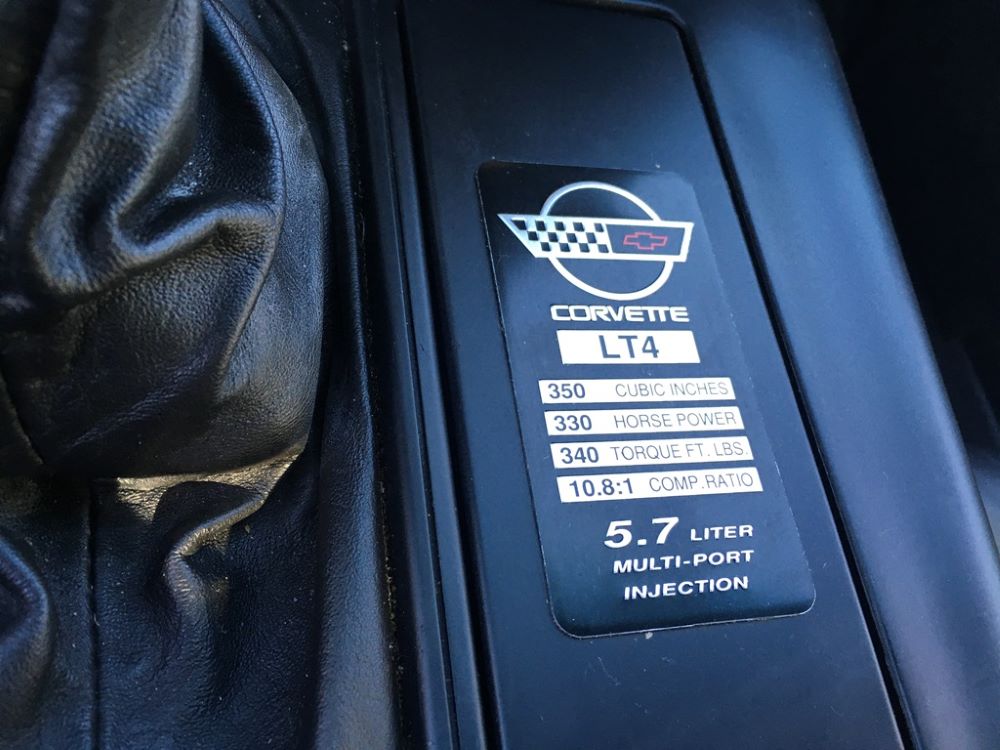 CORVETTE
LT4
350 CUBIC INCHES
330 HORSE POWER
340 TORQUE FT. LBS.
10.8:1 COMP.RATIO
5.7 LITER
MULTI-PORT
INJECTION